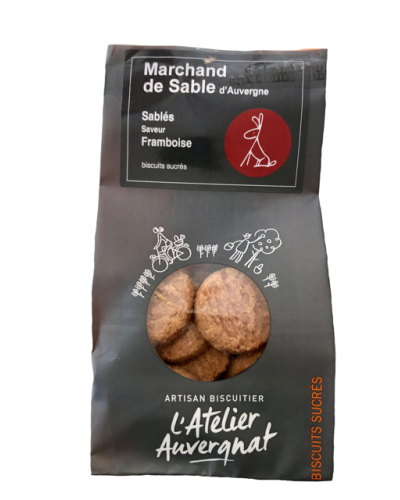 Marchand
de Sable d'Auvergne
Sablés
Saveur
Framboise
biscuits sucrés
ARTISAN BISCUITIER
L'Atelier
Auvergnat
BISCUITS SUCRÉS